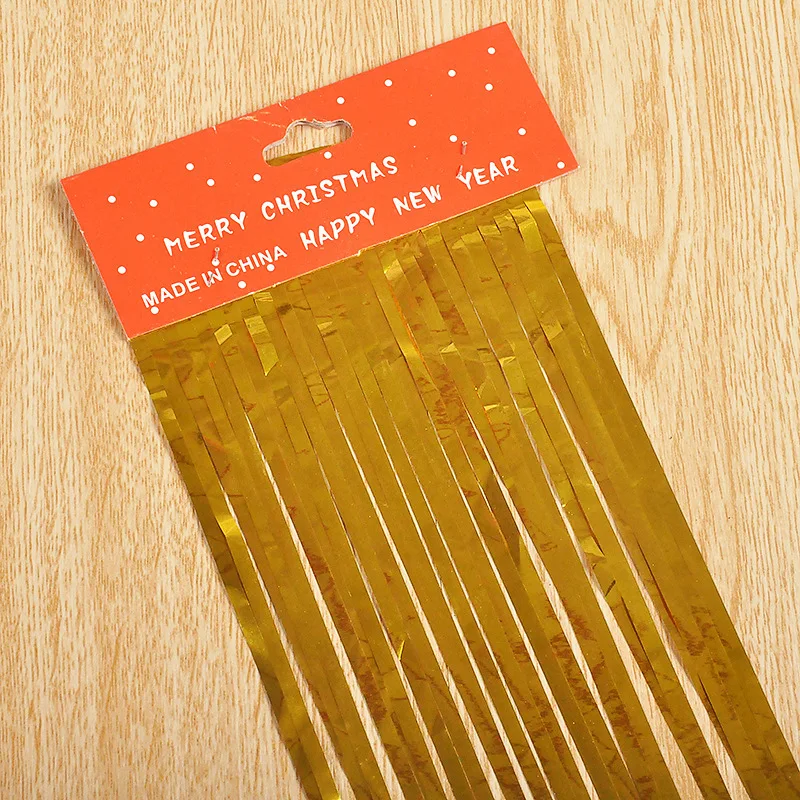 MERRY CHRISTMAS
HAPPY NEW YEAR
MADE IN CHINA